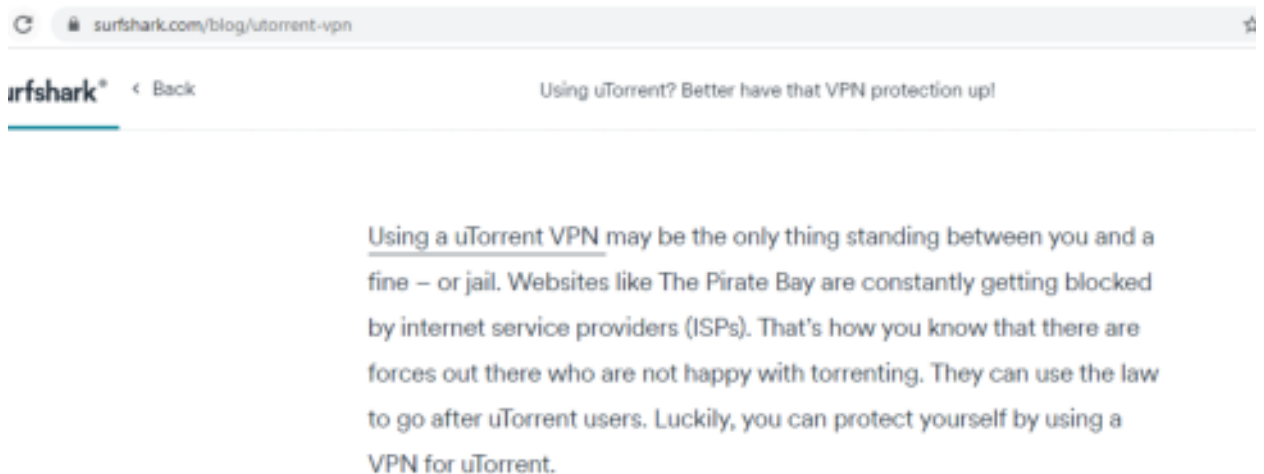 surfshark.com/blog/utorrent-vpn
urfshark® < Back
Using uTorrent? Better have that VPN protection up!
Using a uTorrent VPN may be the only thing standing between you and a
fine – or jail. Websites like The Pirate Bay are constantly getting blocked
by internet service providers (ISPs). That's how you know that there are
forces out there who are not happy with torrenting. They can use the law
to go after uTorrent users. Luckily, you can protect yourself by using a
VPN for uTorrent.